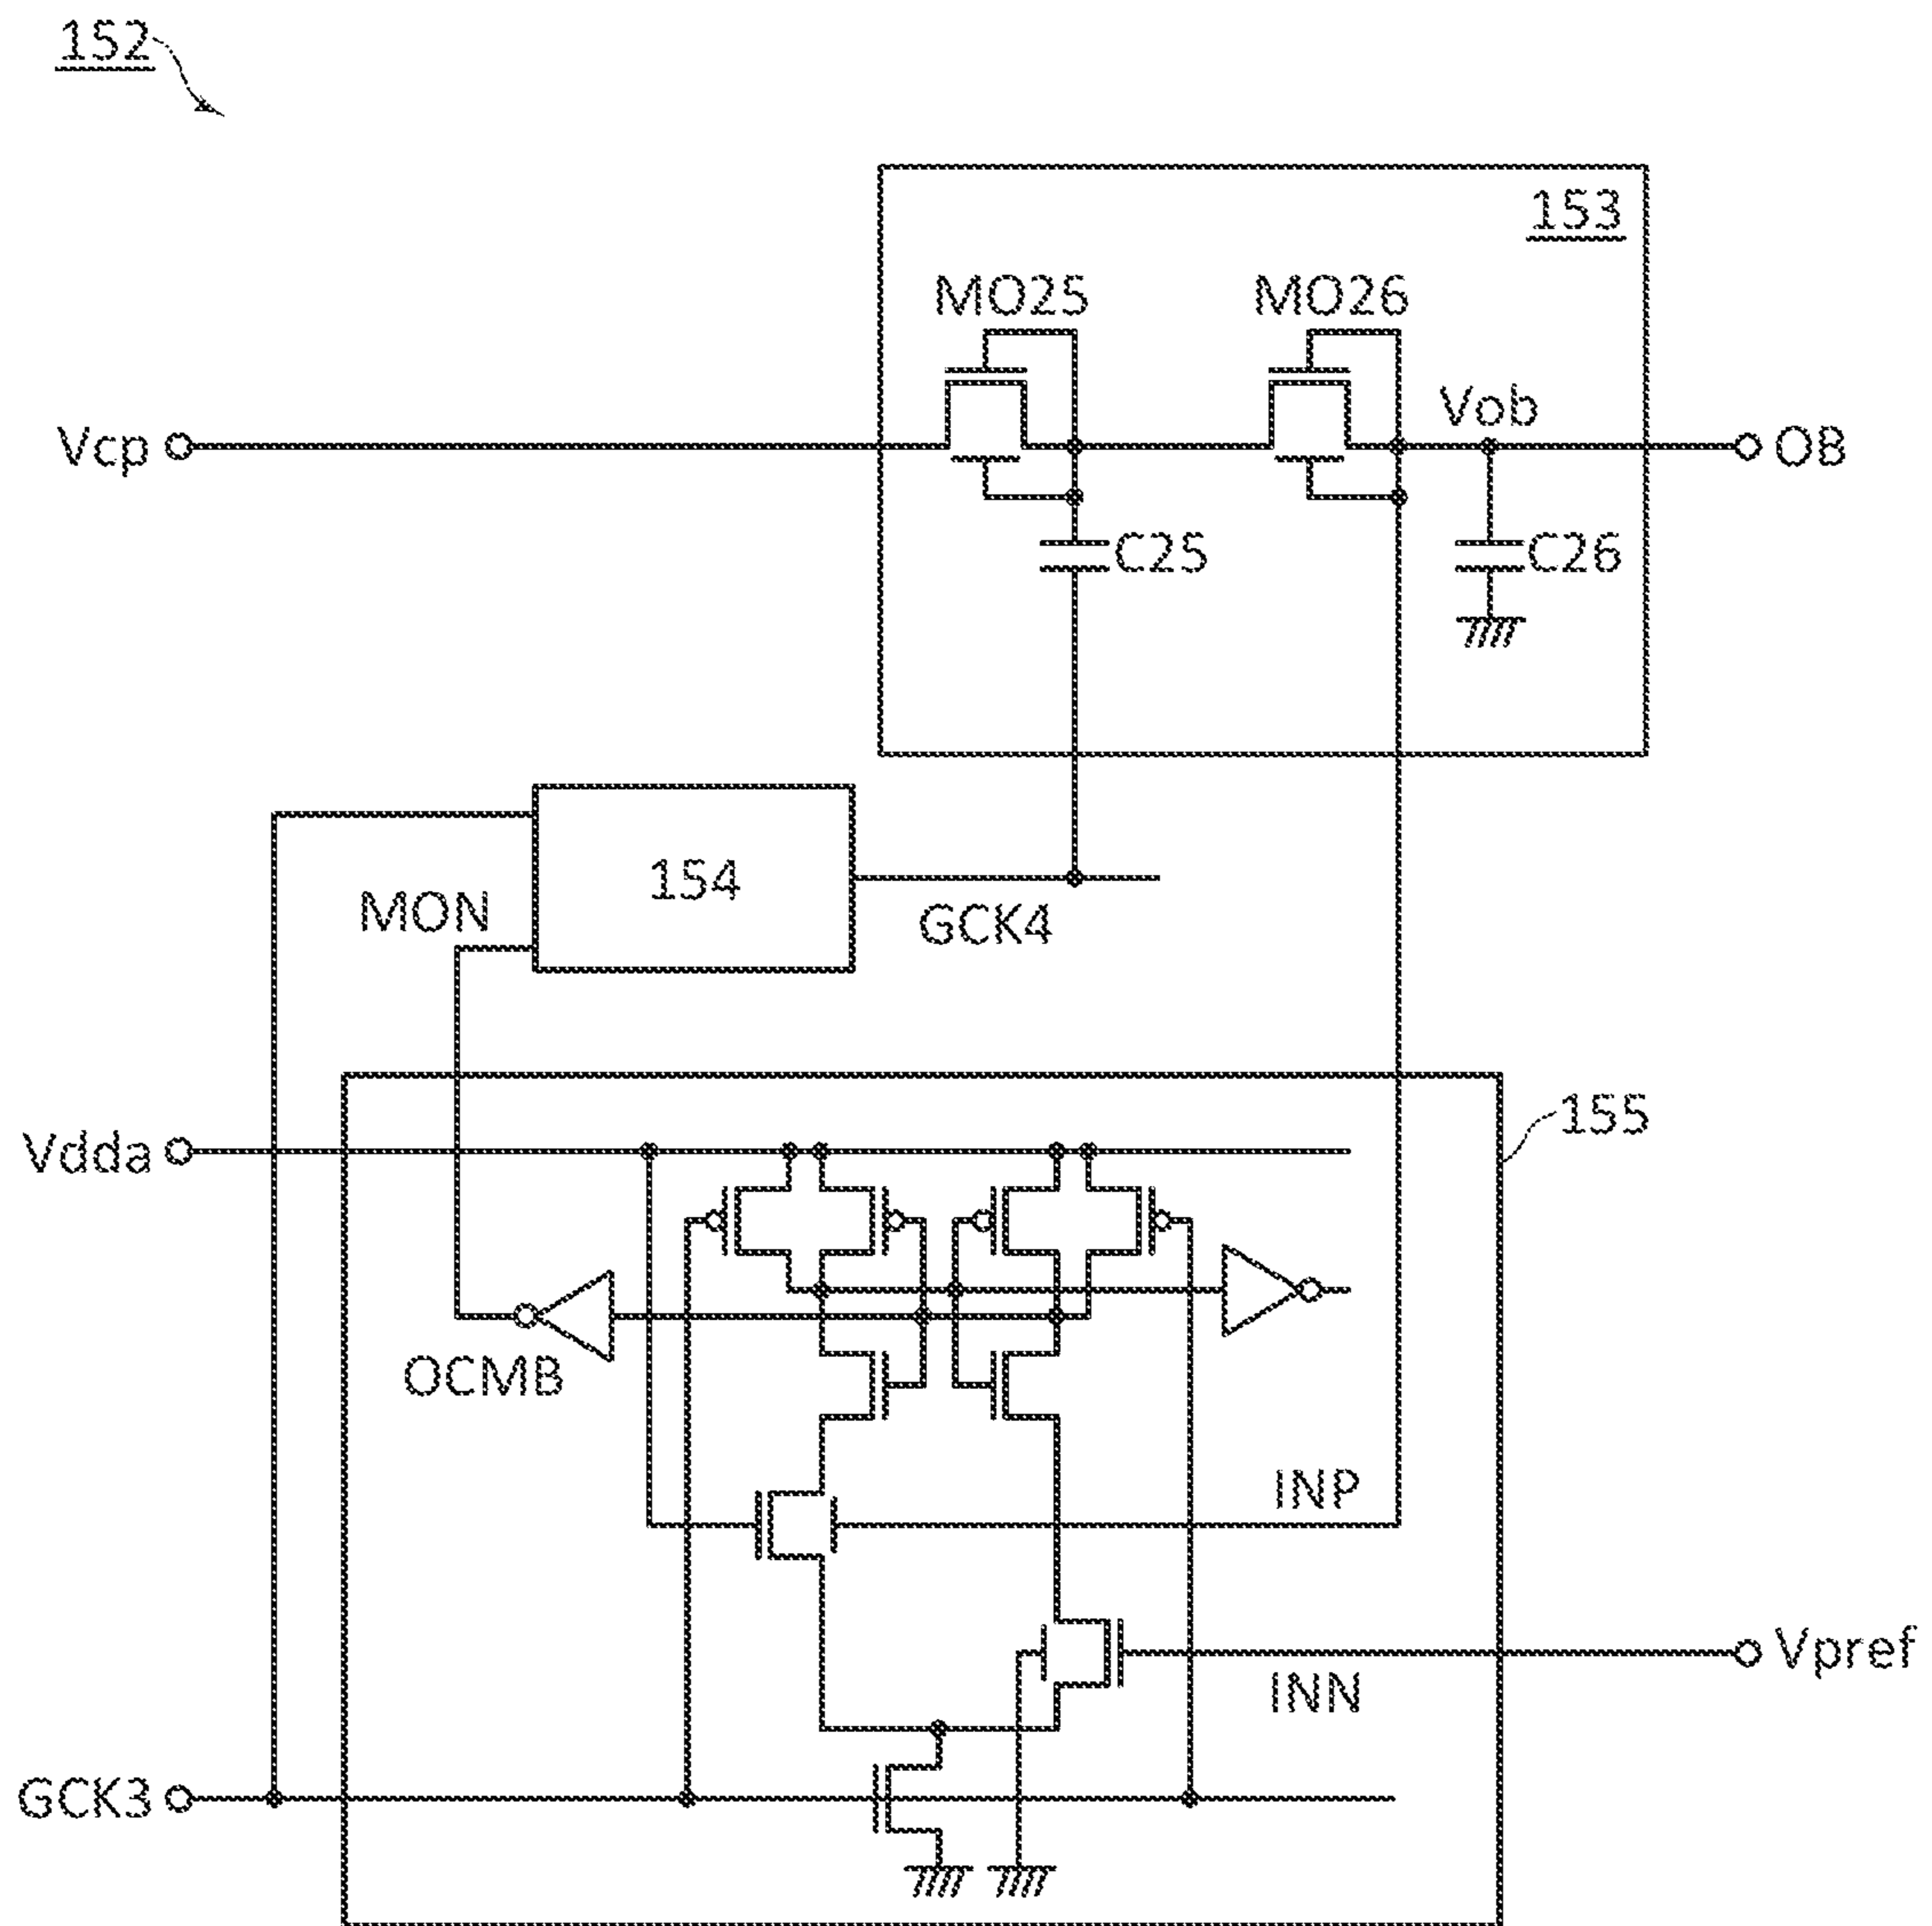 152
153
MO25
MO26
Vob
Vcp
OB
C25
C26
154
MON
GCK4
155
Vdda
OCMB
INP
Vpref
INN
GCK3